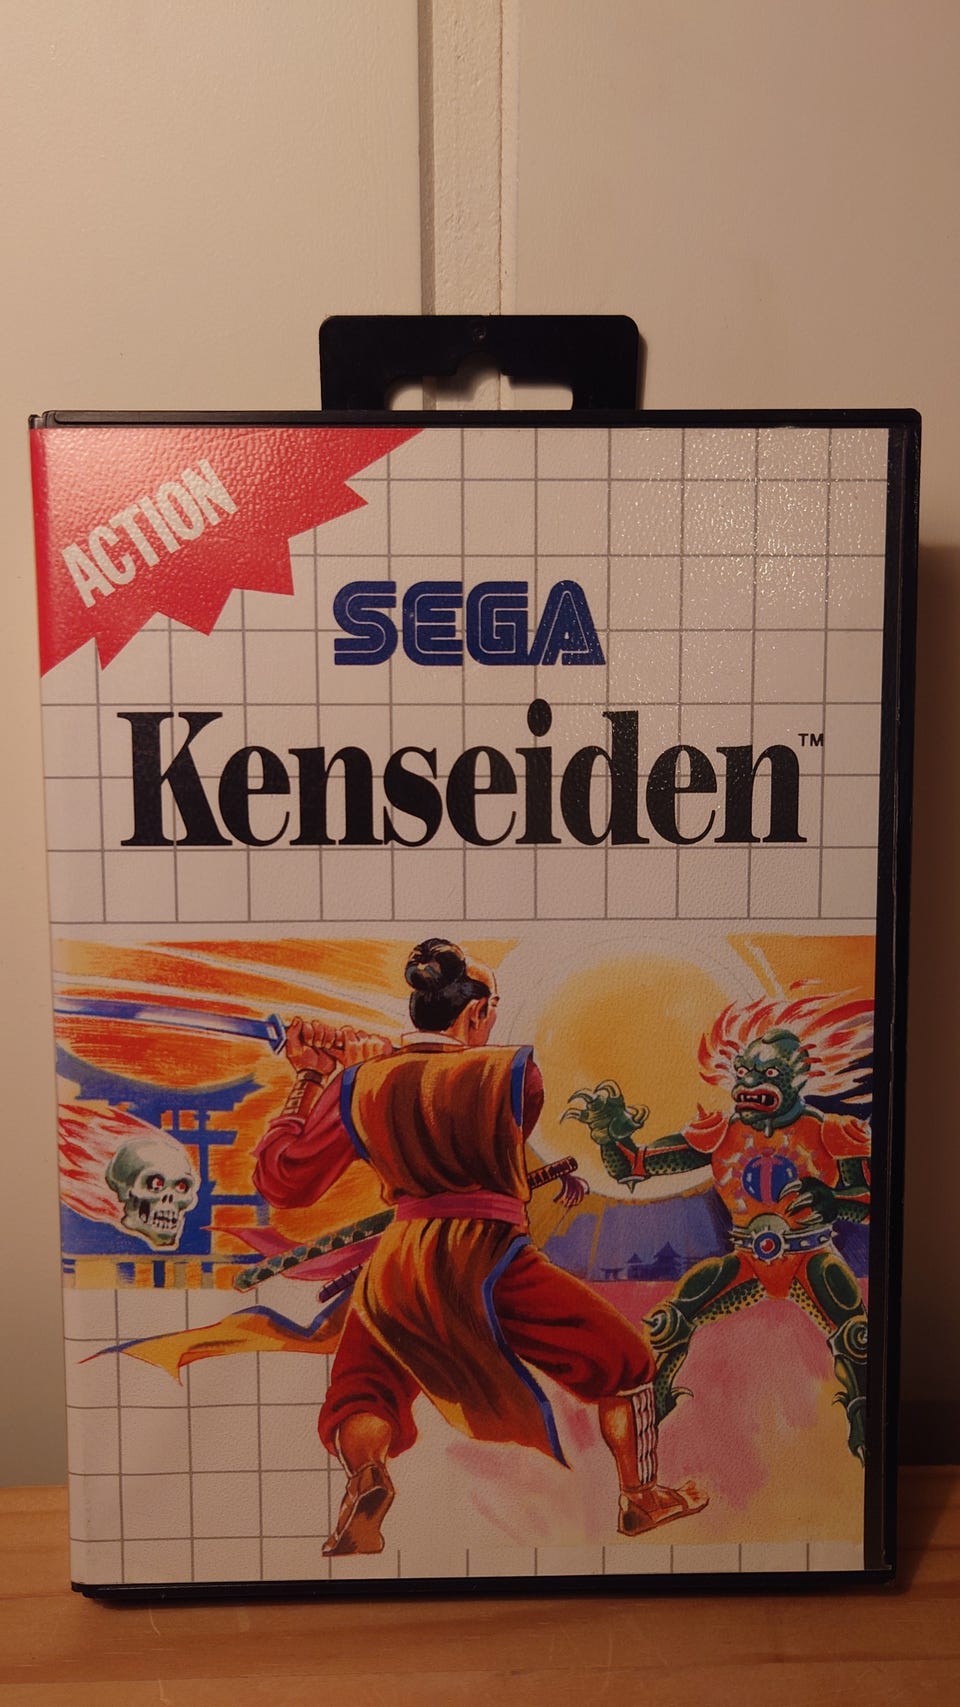 ACTION
SEGA
Kenseiden™